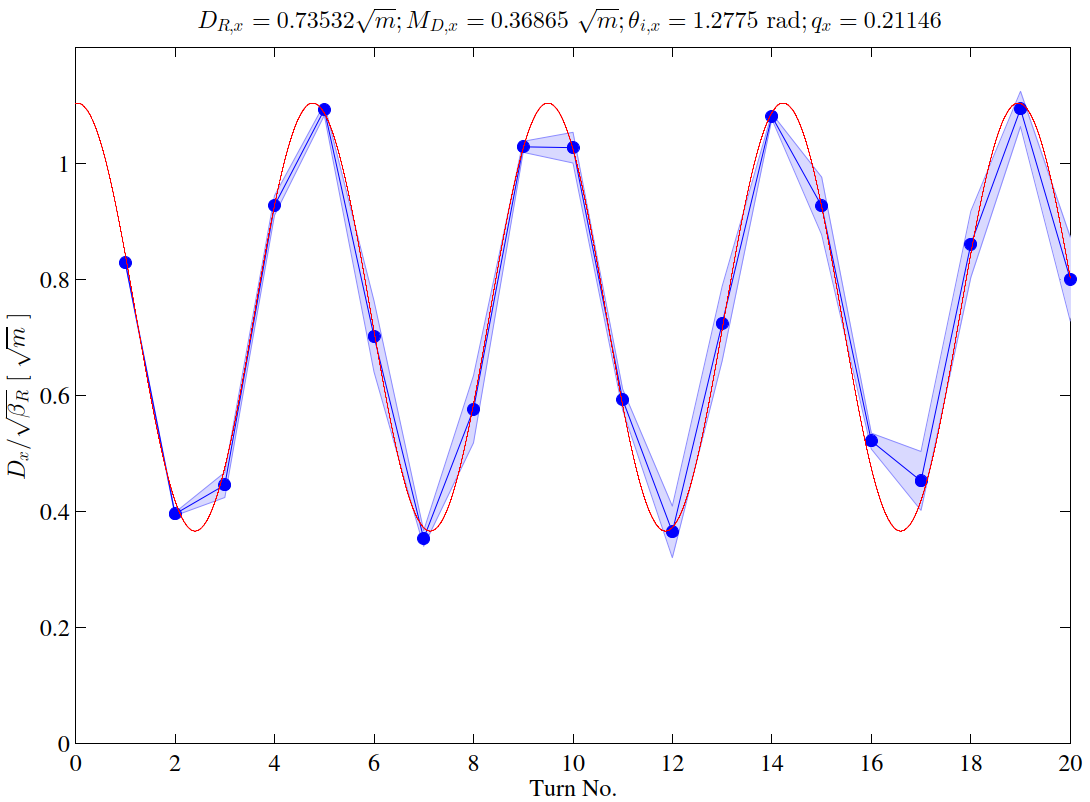 D_{R,x} = 0.73532√m; M_{D,x} = 0.36865 √m; θ_{i,x} = 1.2775 rad; q_x = 0.21146
1
0.8
0.6
0.4
0.2
0
D_x/√β_R [ √m ]
0 2 4 6 8 10 12 14 16 18 20
Turn No.